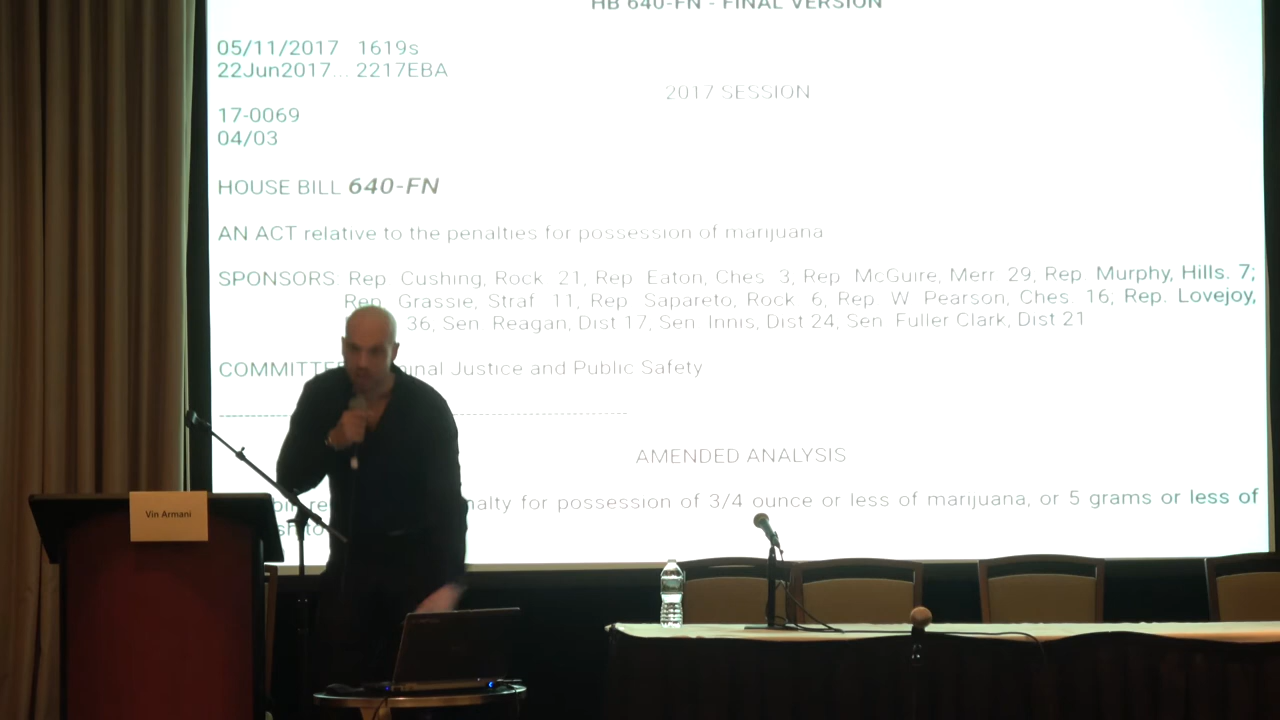 HB 640-FN - FINAL VERSION
05/11/2017 1619s
22Jun2017... 2217EBA
2017 SESSION
17-0069
04/03
HOUSE BILL 640-FN
AN ACT relative to the penalties for possession of marijuana
SPONSORS: Rep. Cushing, Rock. 21, Rep. Eaton, Ches. 3, Rep. McGuire, Merr. 29, Rep. Murphy, Hills. 7;
Rep. Grassie, Straf. 11, Rep. Sapareto, Rock. 6, Rep. W. Pearson, Ches. 16; Rep. Lovejoy,
36, Sen. Reagan, Dist 17, Sen. Innis, Dist 24, Sen. Fuller Clark, Dist 21
Justice and Public Safety
AMENDED ANALYSIS
for possession of 3/4 ounce or less of marijuana, or 5 grams or less of
to
Vin Armani